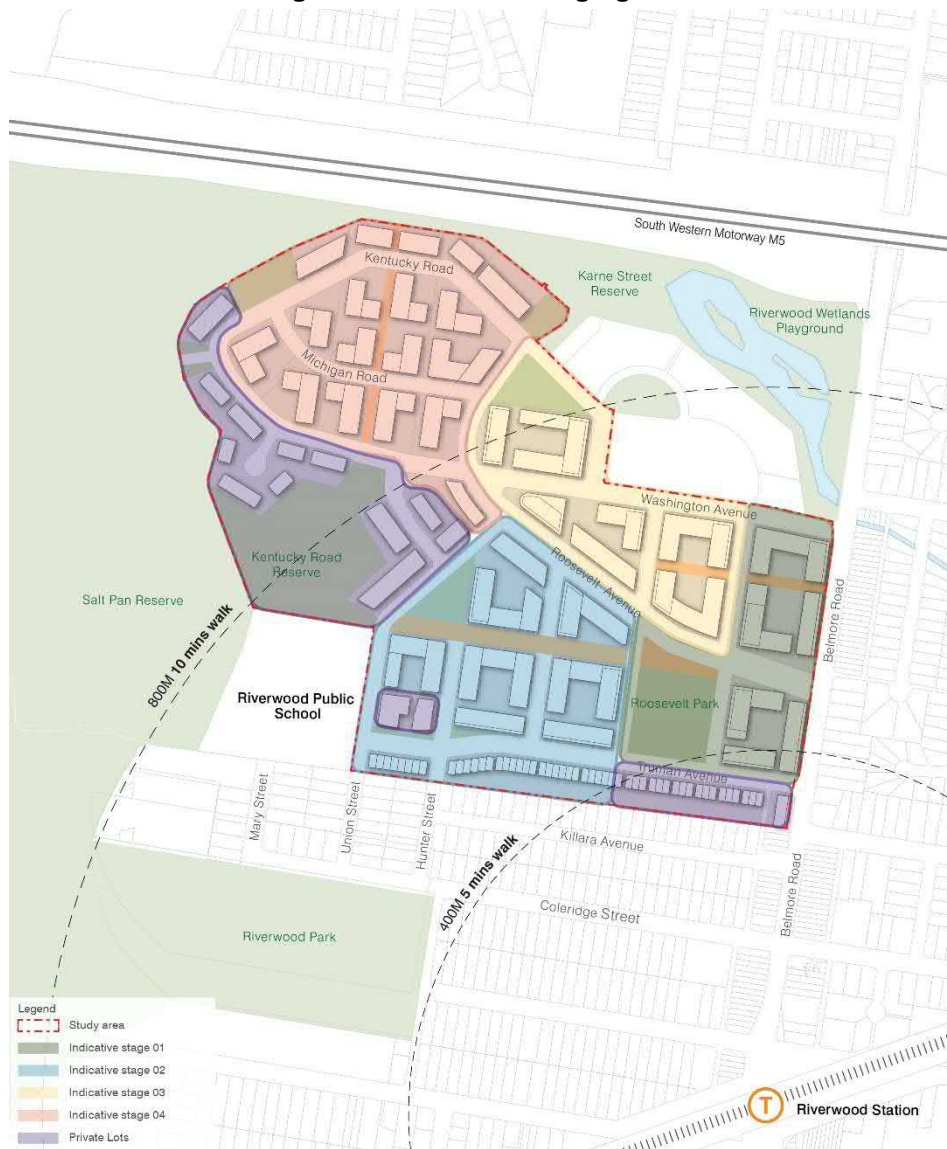 South Western Motorway M5
Kentucky Road
Karne Street
Reserve
Riverwood Wetlands
Playground
Michigan Road
Washington Avenue
Roosevelt Avenue
Kentucky Road
Reserve
Salt Pan Reserve
Belmore Road
800M 10 mins walk
Riverwood Public
School
Roosevelt Park
Truman Avenue
Mary Street
Union Street
Hunter Street
Killara Avenue
400M 5 mins walk
Coleridge Street
Belmore Road
Riverwood Park
Legend
Study area
Indicative stage 01
Indicative stage 02
Indicative stage 03
Indicative stage 04
Private Lots
T
Riverwood Station